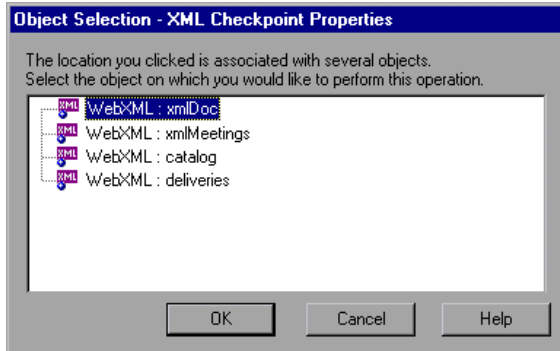 Object Selection - XML Checkpoint Properties
The location you clicked is associated with several objects.
Select the object on which you would like to perform this operation.
XML WebXML : xmlDoc
XML WebXML : xmlMeetings
XML WebXML : catalog
XML WebXML : deliveries
OK Cancel Help